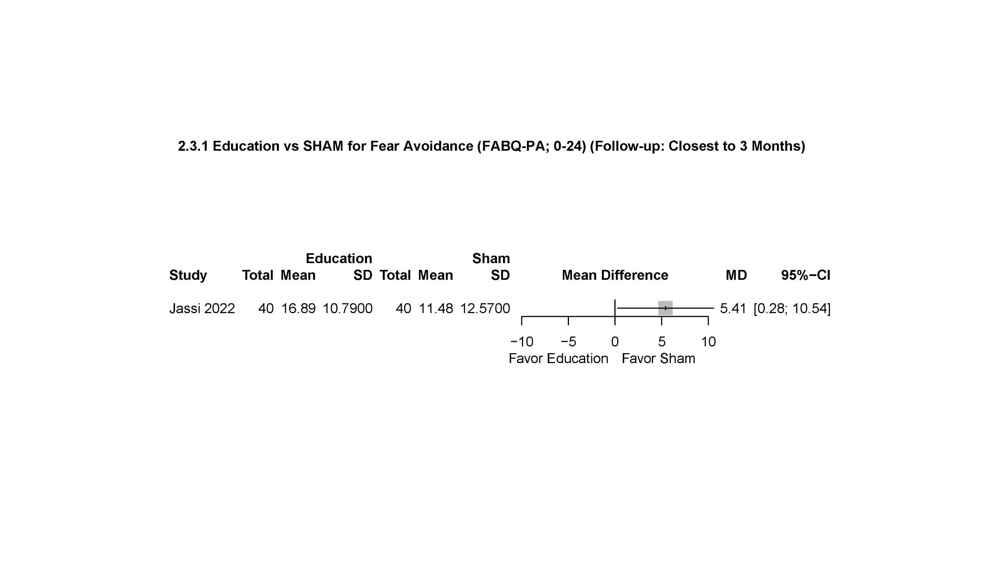 2.3.1 Education vs SHAM for Fear Avoidance (FABQ-PA; 0-24) (Follow-up: Closest to 3 Months)
Education Sham
Study Total Mean SD Total Mean SD Mean Difference MD 95%−CI
Jassi 2022 40 16.89 10.7900 40 11.48 12.5700 5.41 [0.28; 10.54]
−10 −5 0 5 10
Favor Education Favor Sham